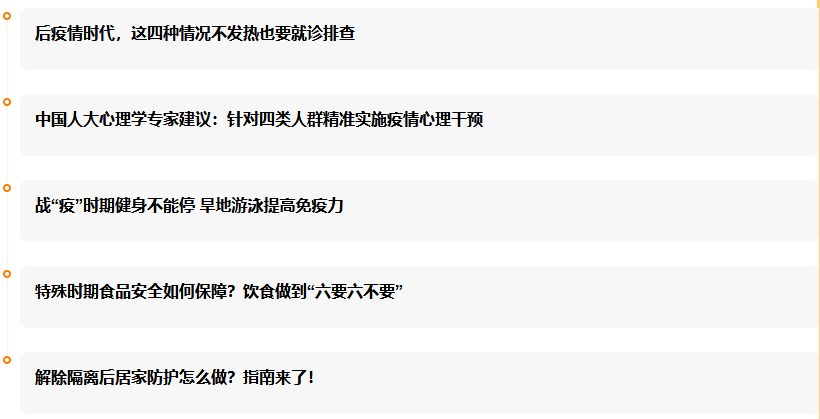 后疫情时代，这四种情况不发热也要就诊排查
中国人大心理学专家建议：针对四类人群精准实施疫情心理干预
战“疫”时期健身不能停 旱地游泳提高免疫力
特殊时期食品安全如何保障？饮食做到“六要六不要”
解除隔离后居家防护怎么做？指南来了！